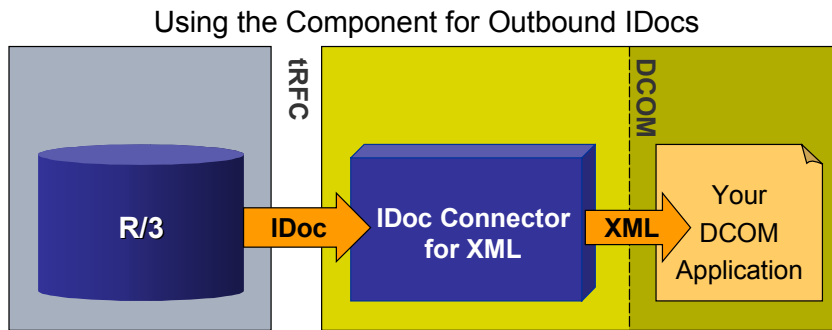 Using the Component for Outbound IDocs
tRFC
DCOM
R/3
IDoc
IDoc Connector
for XML
XML
Your
DCOM
Application